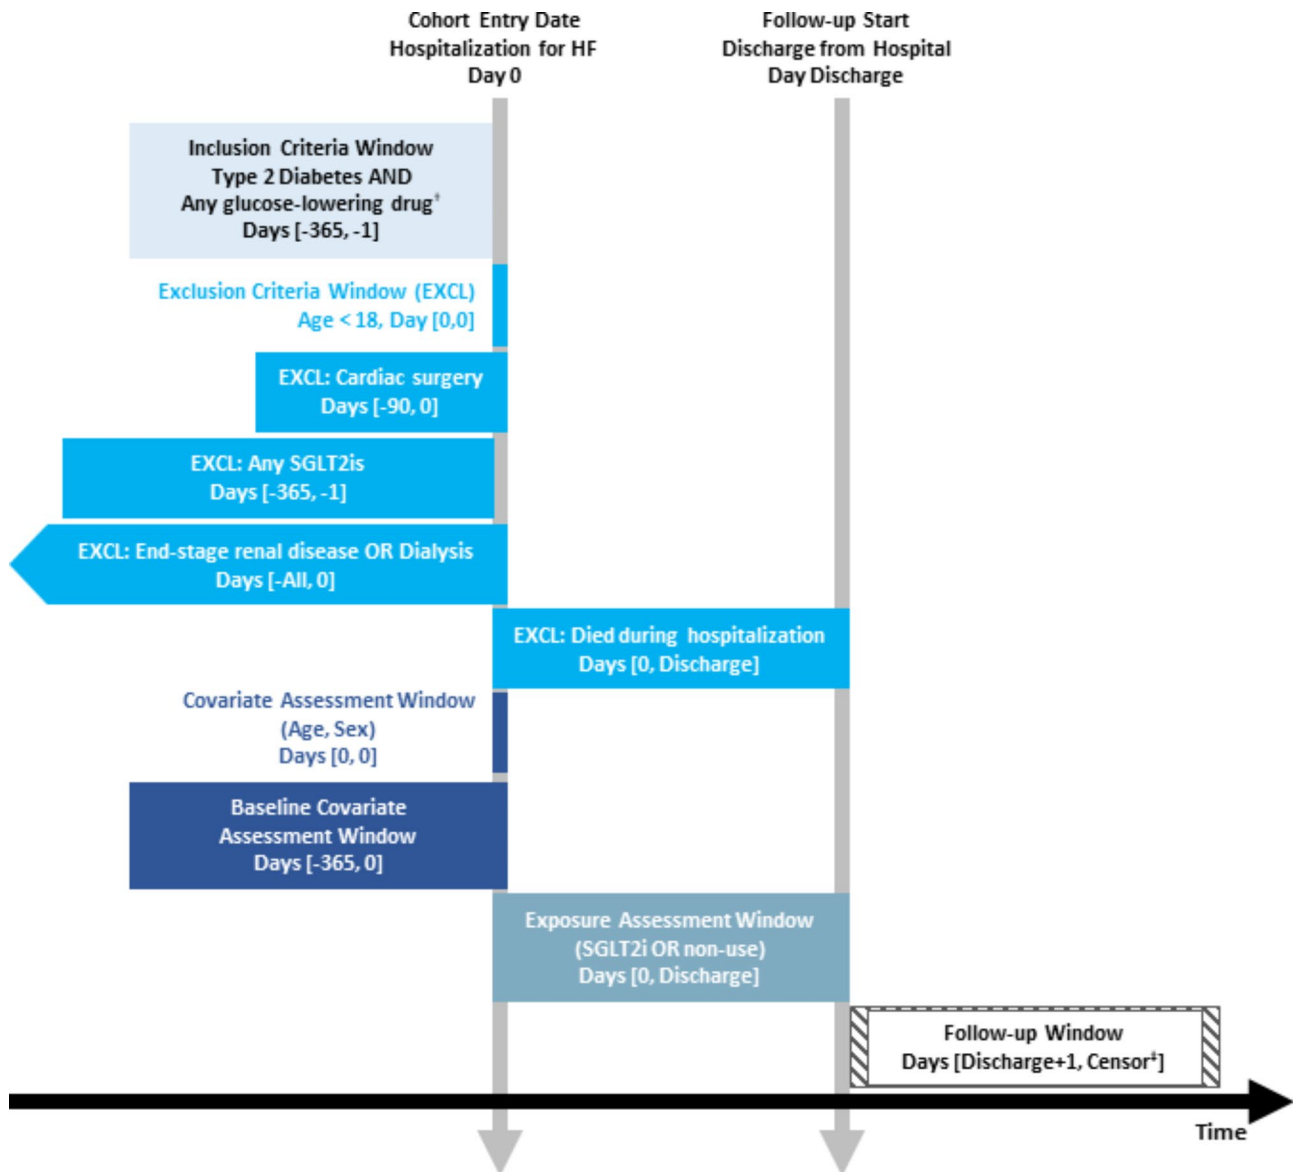 Cohort Entry Date
Hospitalization for HF
Day 0
Follow-up Start
Discharge from Hospital
Day Discharge
Inclusion Criteria Window
Type 2 Diabetes AND
Any glucose-lowering drug†
Days [-365, -1]
Exclusion Criteria Window (EXCL)
Age < 18, Day [0,0]
EXCL: Cardiac surgery
Days [-90, 0]
EXCL: Any SGLT2is
Days [-365, -1]
EXCL: End-stage renal disease OR Dialysis
Days [-All, 0]
EXCL: Died during hospitalization
Days [0, Discharge]
Covariate Assessment Window
(Age, Sex)
Days [0, 0]
Baseline Covariate
Assessment Window
Days [-365, 0]
Exposure Assessment Window
(SGLT2i OR non-use)
Days [0, Discharge]
Follow-up Window
Days [Discharge+1, Censor‡]
Time